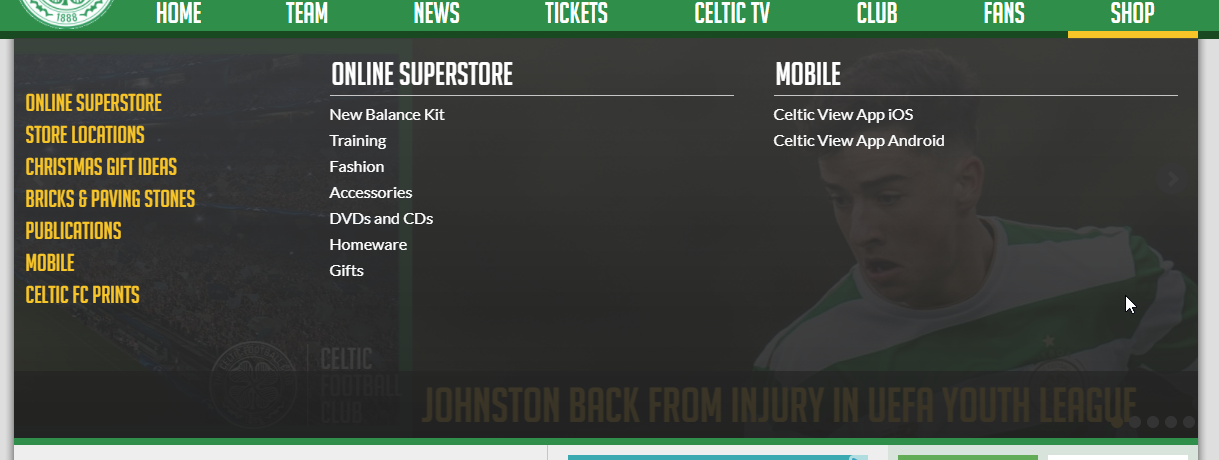 1888
HOME TEAM NEWS TICKETS CELTIC TV CLUB FANS SHOP
ONLINE SUPERSTORE
STORE LOCATIONS
CHRISTMAS GIFT IDEAS
BRICKS & PAVING STONES
PUBLICATIONS
MOBILE
CELTIC FC PRINTS
ONLINE SUPERSTORE
New Balance Kit
Training
Fashion
Accessories
DVDs and CDs
Homeware
Gifts
MOBILE
Celtic View App iOS
Celtic View App Android
CELTIC
FOOTBALL
CLUB
JOHNSTON BACK FROM INJURY IN UEFA YOUTH LEAGUE